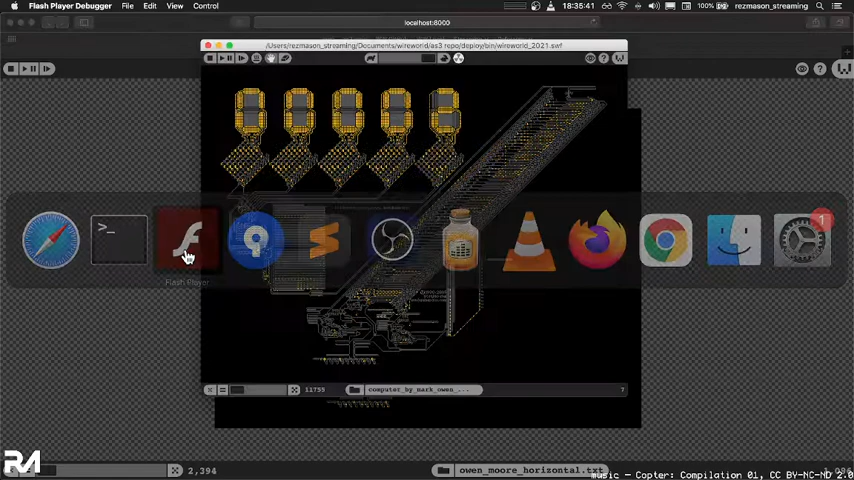 Flash Player Debugger File Edit View Control
18:35:41 100% rezmason_streaming
localhost:8000
/Users/rezmason_streaming/Documents/wireworld/as3 repo/deploy/bin/wireworld_2021.swf
1
Flash Player
11755 computer_by_mark_owen_... ?
2,394 owen_moore_horizontal.txt
music - Copter: Compilation 01, CC BY-NC-ND 2.0